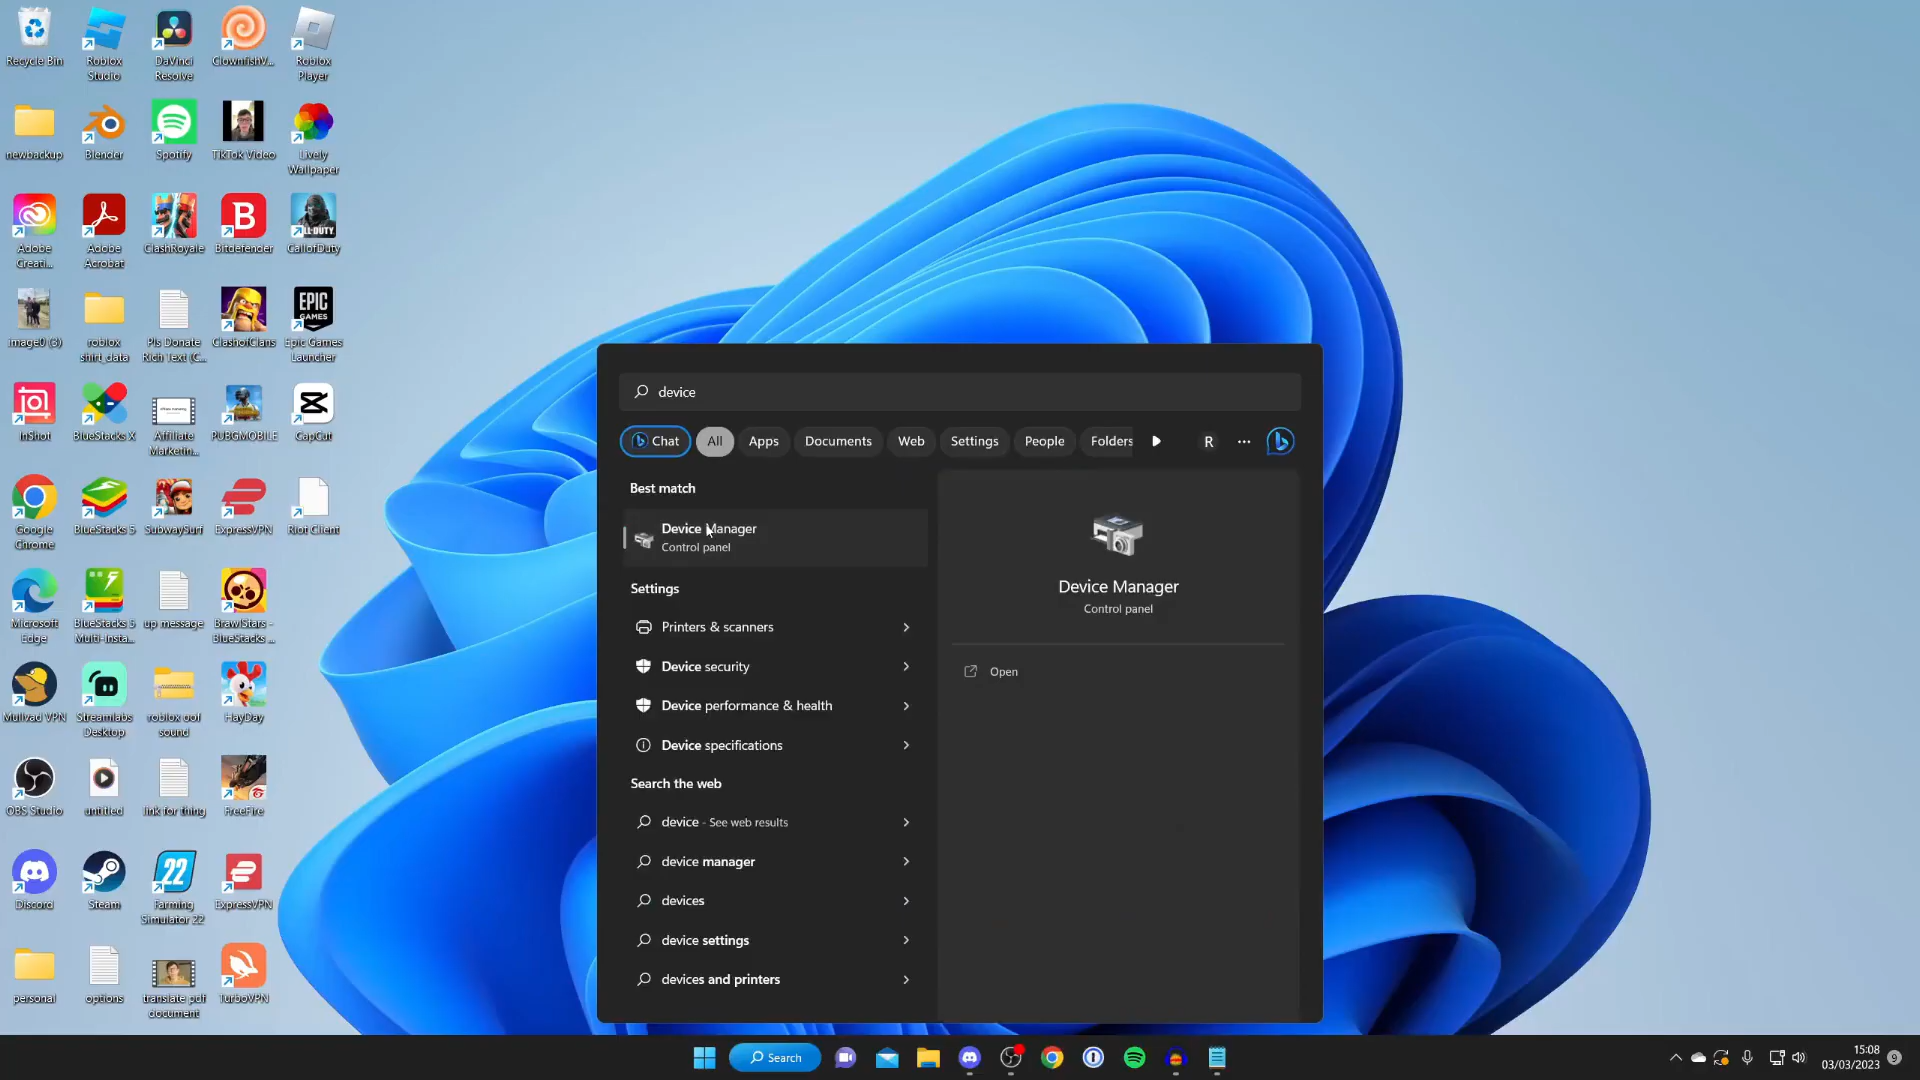 Recycle Bin
Roblox
Studio
DaVinci
Resolve
ClownfishV...
Roblox
Player
newbackup
Blender
Spotify
TikTok Video
Lively
Wallpaper
Adobe
Creati...
Adobe
Acrobat
ClashRoyale
Bitdefender
CallofDuty
image0 (3)
roblox
shirt_data
Pls Donate
Rich Text (C...
ClashofClans
EPIC
GAMES
Epic Games
Launcher
InShot
BlueStacks X
Affiliate
Marketin...
PUBGMOBILE
CapCut
Google
Chrome
BlueStacks 5
SubwaySurf
ExpressVPN
Riot Client
Microsoft
Edge
BlueStacks 5
Multi-Insta...
up message
BrawlStars -
BlueStacks ...
Mullvad VPN
Streamlabs
Desktop
roblox oof
sound
HayDay
OBS Studio
untitled
link for thing
FreeFire
Discord
Steam
22
Farming
Simulator 22
ExpressVPN
personal
options
translate pdf
document
TurboVPN
device
Chat
All
Apps
Documents
Web
Settings
People
Folders
R
...
Best match
Device Manager
Control panel
Settings
Printers & scanners
Device security
Device performance & health
Device specifications
Search the web
device - See web results
device manager
devices
device settings
devices and printers
Device Manager
Control panel
Open
Search
15:08
03/03/2023
9